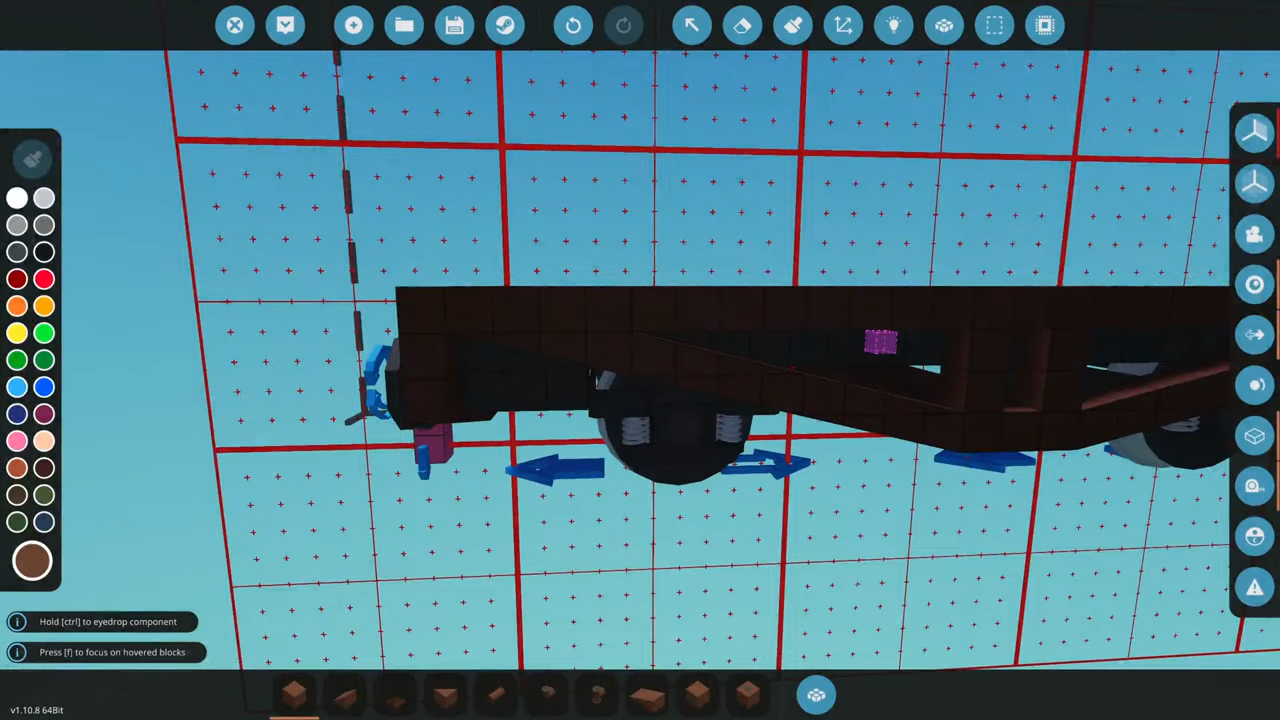 Hold [ctrl] to eyedrop component
Press [f] to focus on hovered blocks
v1.10.8 64Bit